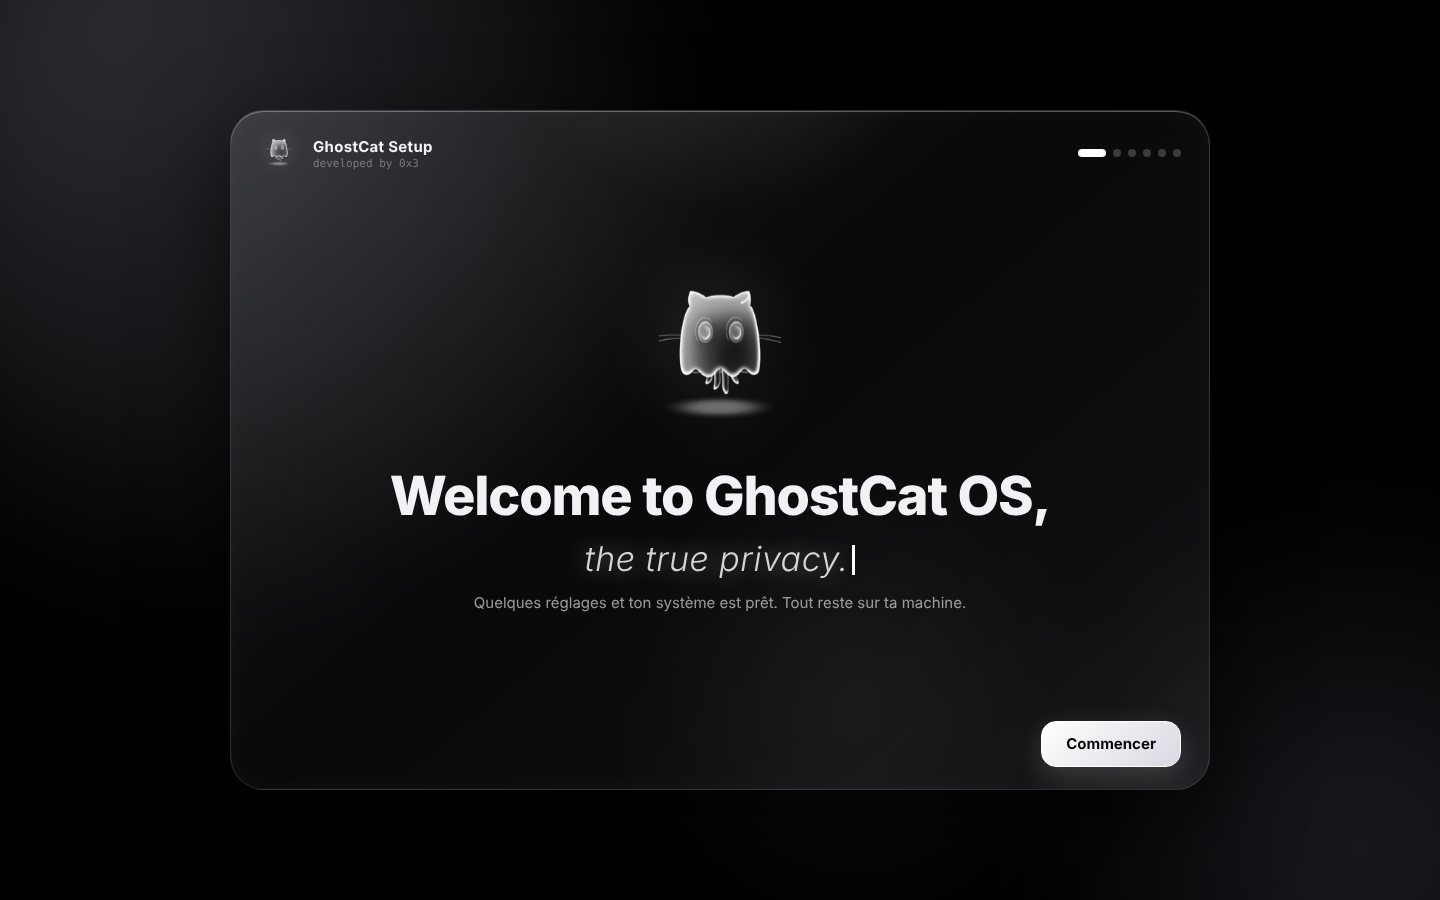 GhostCat Setup
developed by 0x3
Welcome to GhostCat OS,
the true privacy.
Quelques réglages et ton système est prêt. Tout reste sur ta machine.
Commencer